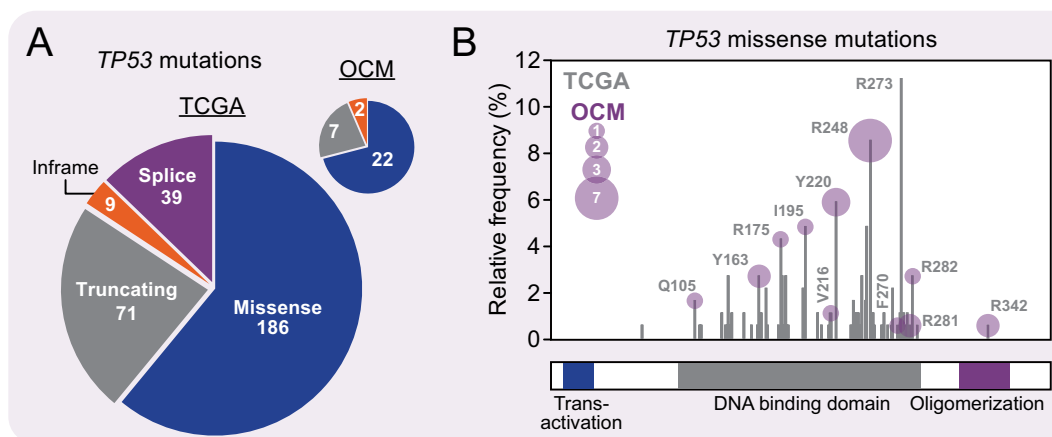 A
TP53 mutations
TCGA
OCM
2
7
22
Inframe
9
Splice
39
Truncating
71
Missense
186
B
TP53 missense mutations
Relative frequency (%)
12
10
8
6
4
2
0
TCGA
OCM
1
2
3
7
Q105
Y163
R175
I195
V216
Y220
R248
F270
R273
R282
R281
R342
Trans-
activation
DNA binding domain
Oligomerization